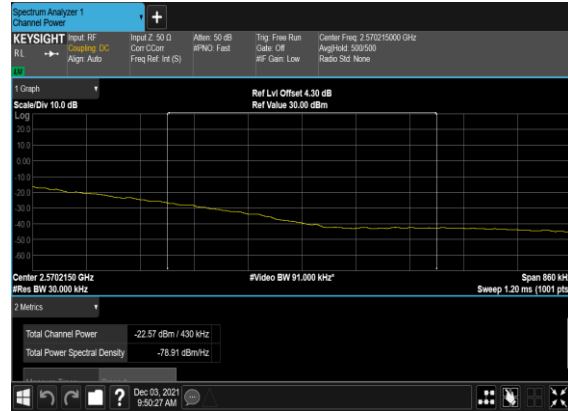 Spectrum Analyzer 1
Channel Power
KEYSIGHT Input: RF
RL Coupling: DC
Align: Auto
LM
Input Z: 50 Ω
Corr CCorr
Freq Ref: Int (S)
Atten: 50 dB
#PNO: Fast
Trig: Free Run
Gate: Off
#IF Gain: Low
Center Freq: 2.570215000 GHz
Avg|Hold: 500/500
Radio Std: None
1 Graph
Scale/Div 10.0 dB
Ref Lvl Offset 4.30 dB
Ref Value 30.00 dBm
Log
20.0
10.0
0.00
-10.0
-20.0
-30.0
-40.0
-50.0
-60.0
Center 2.5702150 GHz
#Res BW 30.000 kHz
#Video BW 91.000 kHz*
Span 860 kH
Sweep 1.20 ms (1001 pts
2 Metrics
Total Channel Power -22.57 dBm / 430 kHz
Total Power Spectral Density -78.91 dBm/Hz
Dec 03, 2021
9:50:27 AM